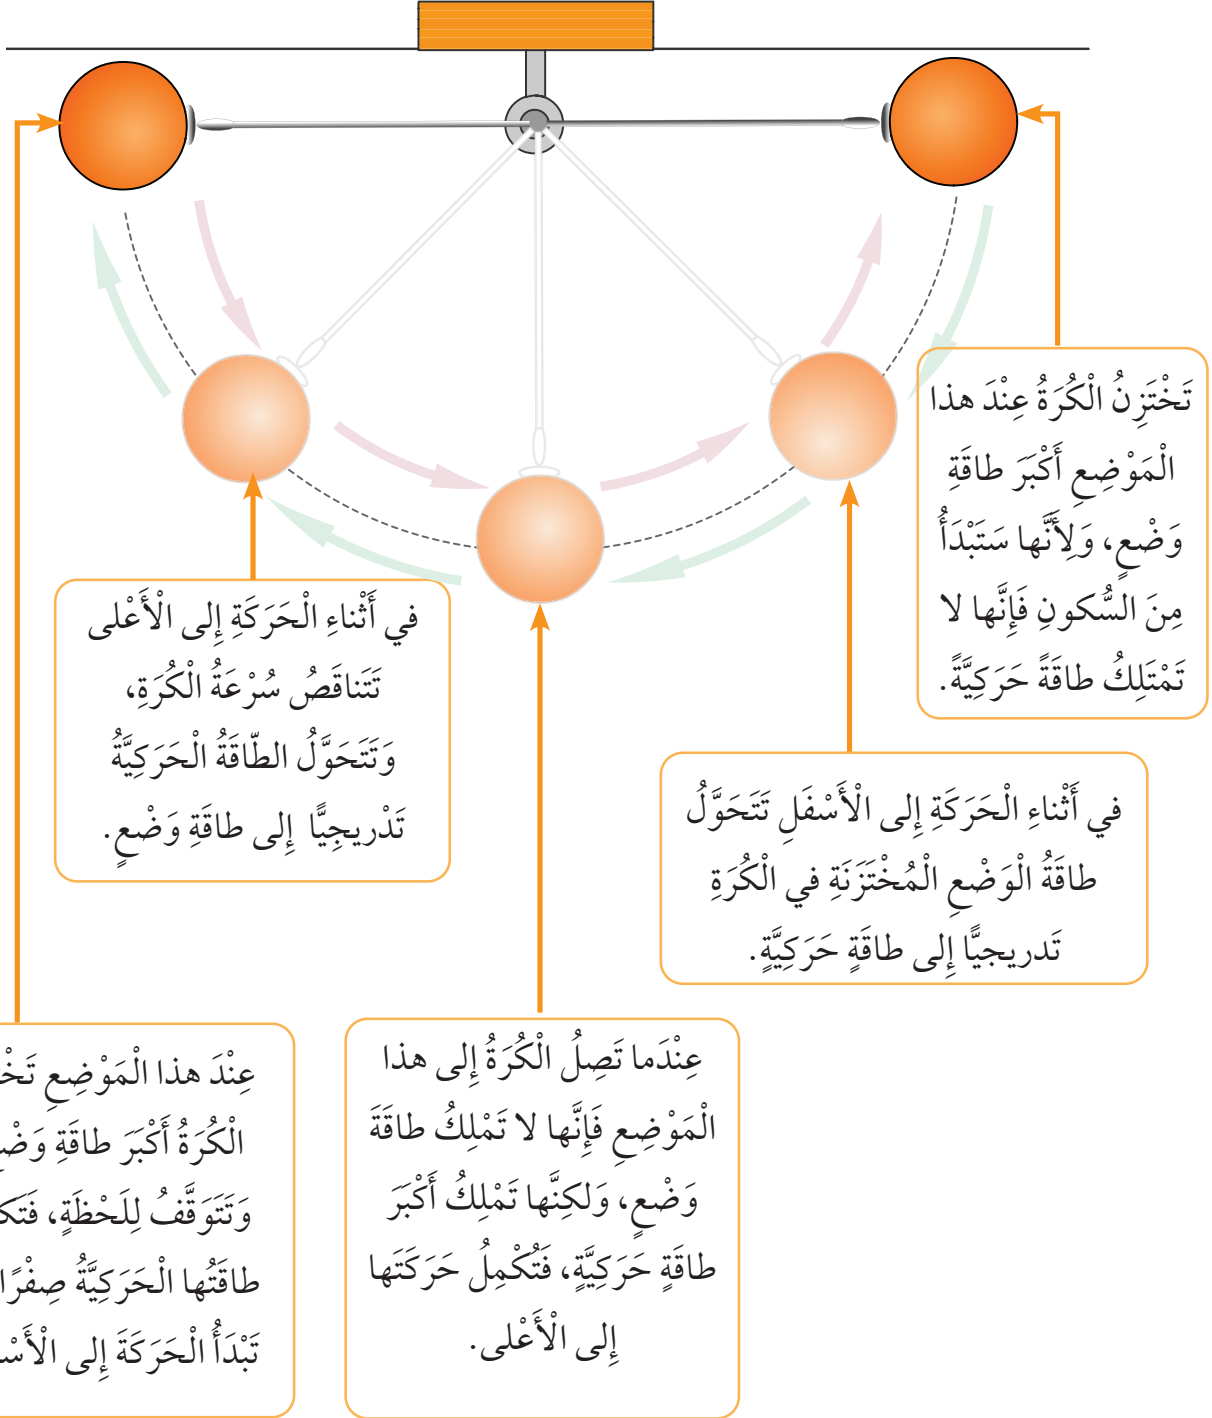 تَخْتَزِنُ الْكُرَةُ عِنْدَ هذا
الْمَوْضِعِ أَكْبَرَ طاقَةِ
وَضْعٍ، وَلِأَنَّها سَتَبْدَأُ
مِنَ السُّكونِ فَإِنَّها لا
تَمْتَلِكُ طاقَةً حَرَكِيَّةً.
في أَثْناءِ الْحَرَكَةِ إِلى الْأَسْفَلِ تَتَحَوَّلُ
طاقَةُ الْوَضْعِ الْمُخْتَزَنَةِ في الْكُرَةِ
تَدريجيًّا إِلى طاقَةٍ حَرَكِيَّةٍ.
عِنْدَما تَصِلُ الْكُرَةُ إِلى هذا
الْمَوْضِعِ فَإِنَّها لا تَمْلِكُ طاقَةَ
وَضْعٍ، وَلكِنَّها تَمْلِكُ أَكْبَرَ
طاقَةٍ حَرَكِيَّةٍ، فَتُكْمِلُ حَرَكَتَها
إِلى الْأَعْلى.
في أَثْناءِ الْحَرَكَةِ إِلى الْأَعْلى
تَتَناقَصُ سُرْعَةُ الْكُرَةِ،
وَتَتَحَوَّلُ الطّاقَةُ الْحَرَكِيَّةُ
تَدْريجِيًّا إِلى طاقَةِ وَضْعٍ.
عِنْدَ هذا الْمَوْضِعِ
الْكُرَةُ أَكْبَرَ طاقَةِ
وَتَتَوَقَّفُ لِلَحْظَةٍ،
طاقَتُها الْحَرَكِيَّةُ صِفْرًا
تَبْدَأُ الْحَرَكَةَ إِلى